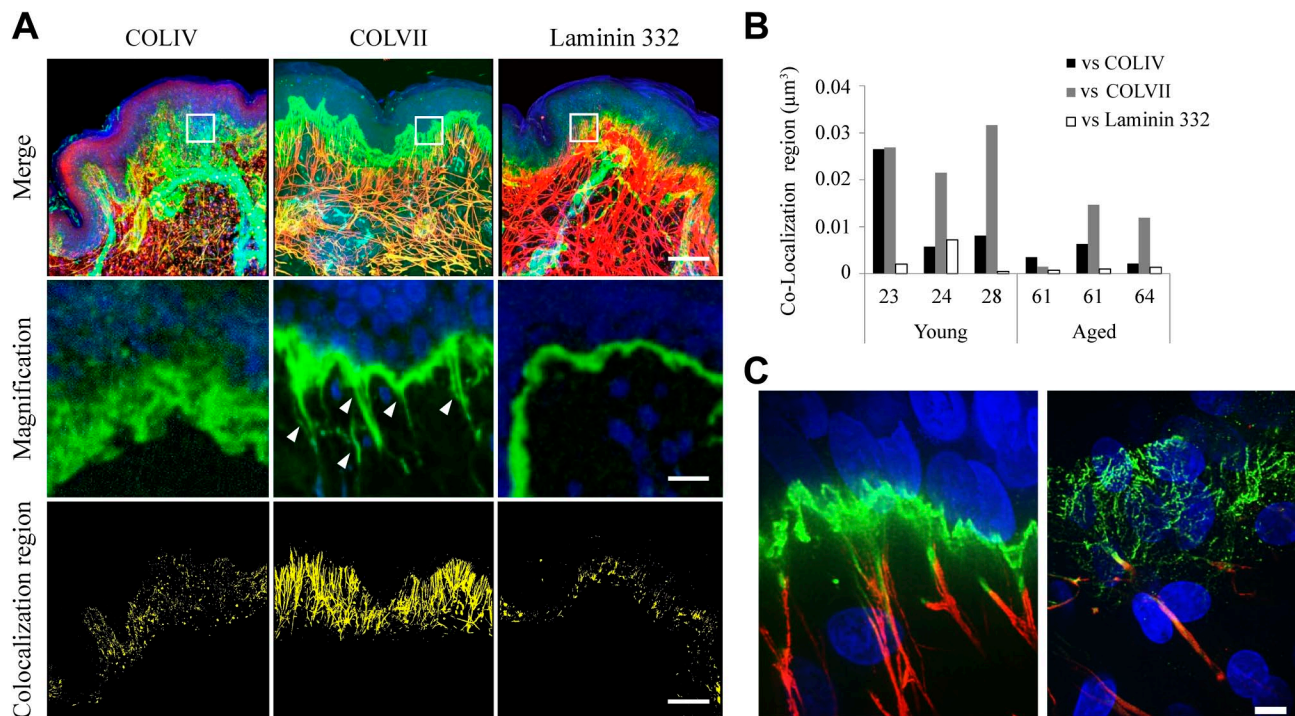 A
COLIV COLVII Laminin 332
Merge
Magnification
Colocalization region
B
vs COLIV
vs COLVII
vs Laminin 332
Co-Localization region (μm³)
0.04
0.03
0.02
0.01
0
23 24 28 61 61 64
Young Aged
C